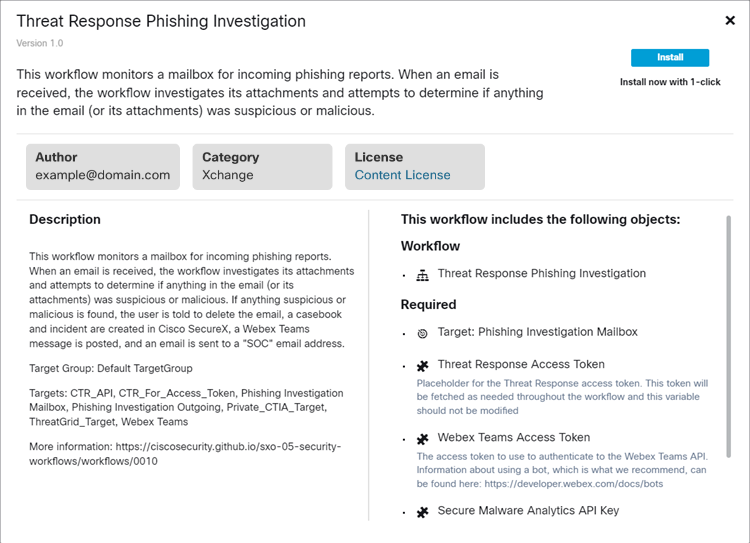 Threat Response Phishing Investigation
Version 1.0
Install
Install now with 1-click
This workflow monitors a mailbox for incoming phishing reports. When an email is
received, the workflow investigates its attachments and attempts to determine if anything
in the email (or its attachments) was suspicious or malicious.
Author
example@domain.com
Category
Xchange
License
Content License
Description
This workflow monitors a mailbox for incoming phishing reports.
When an email is received, the workflow investigates its attachments
and attempts to determine if anything in the email (or its
attachments) was suspicious or malicious. If anything suspicious or
malicious is found, the user is told to delete the email, a casebook
and incident are created in Cisco SecureX, a Webex Teams
message is posted, and an email is sent to a "SOC" email address.
Target Group: Default TargetGroup
Targets: CTR_API, CTR_For_Access_Token, Phishing Investigation
Mailbox, Phishing Investigation Outgoing, Private_CTIA_Target,
ThreatGrid_Target, Webex Teams
More information: https://ciscosecurity.github.io/sxo-05-security-
workflows/workflows/0010
This workflow includes the following objects:
Workflow
Threat Response Phishing Investigation
Required
Target: Phishing Investigation Mailbox
Threat Response Access Token
Placeholder for the Threat Response access token. This token will
be fetched as needed throughout the workflow and this variable
should not be modified
Webex Teams Access Token
The access token to use to authenticate to the Webex Teams API.
Information about using a bot, which is what we recommend, can
be found here: https://developer.webex.com/docs/bots
Secure Malware Analytics API Key